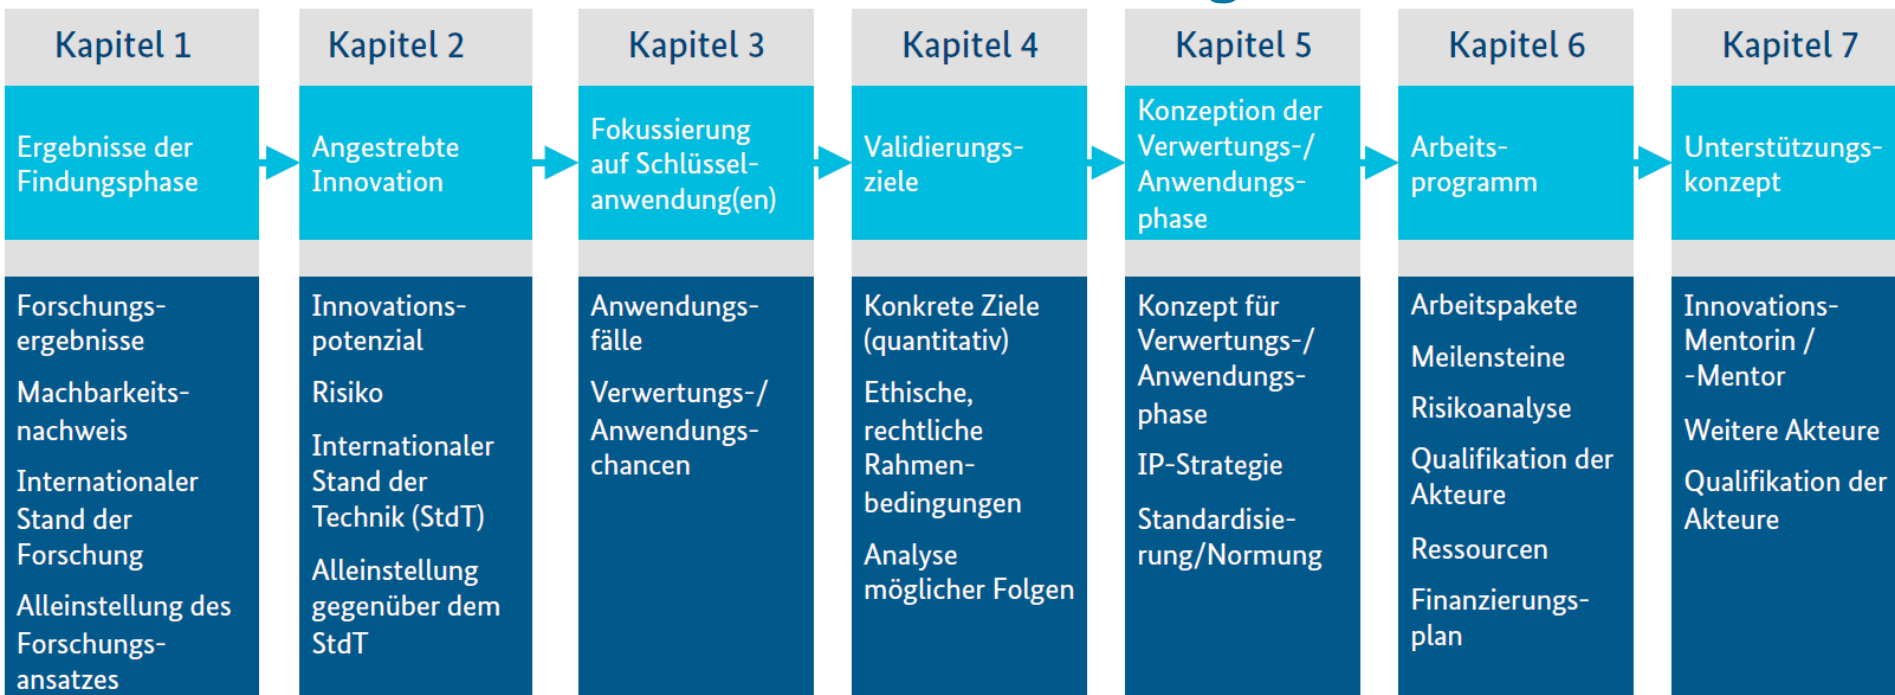 Kapitel 1
Ergebnisse der
Findungsphase
Forschungs-
ergebnisse
Machbarkeits-
nachweis
Internationaler
Stand der
Forschung
Alleinstellung des
Forschungs-
ansatzes
Kapitel 2
Angestrebte
Innovation
Innovations-
potenzial
Risiko
Internationaler
Stand der
Technik (StdT)
Alleinstellung
gegenüber dem
StdT
Kapitel 3
Fokussierung
auf Schlüssel-
anwendung(en)
Anwendungs-
fälle
Verwertungs-/
Anwendungs-
chancen
Kapitel 4
Validierungs-
ziele
Konkrete Ziele
(quantitativ)
Ethische,
rechtliche
Rahmen-
bedingungen
Analyse
möglicher Folgen
Kapitel 5
Konzeption der
Verwertungs-/
Anwendungs-
phase
Konzept für
Verwertungs-/
Anwendungs-
phase
IP-Strategie
Standardisie-
rung/Normung
Kapitel 6
Arbeits-
programm
Arbeitspakete
Meilensteine
Risikoanalyse
Qualifikation der
Akteure
Ressourcen
Finanzierungs-
plan
Kapitel 7
Unterstützungs-
konzept
Innovations-
Mentorin /
-Mentor
Weitere Akteure
Qualifikation der
Akteure